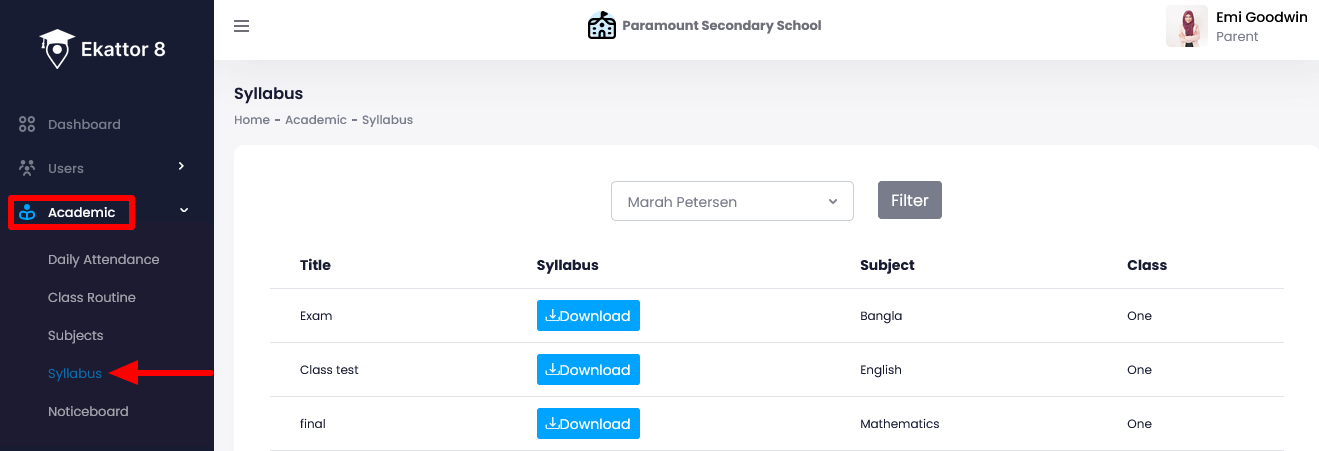 Ekattor 8
Paramount Secondary School
Emi Goodwin
Parent
Dashboard
Users
Academic
Daily Attendance
Class Routine
Subjects
Syllabus
Noticeboard
Syllabus
Home - Academic - Syllabus
Marah Petersen Filter
Title Syllabus Subject Class
Exam Download Bangla One
Class test Download English One
final Download Mathematics One